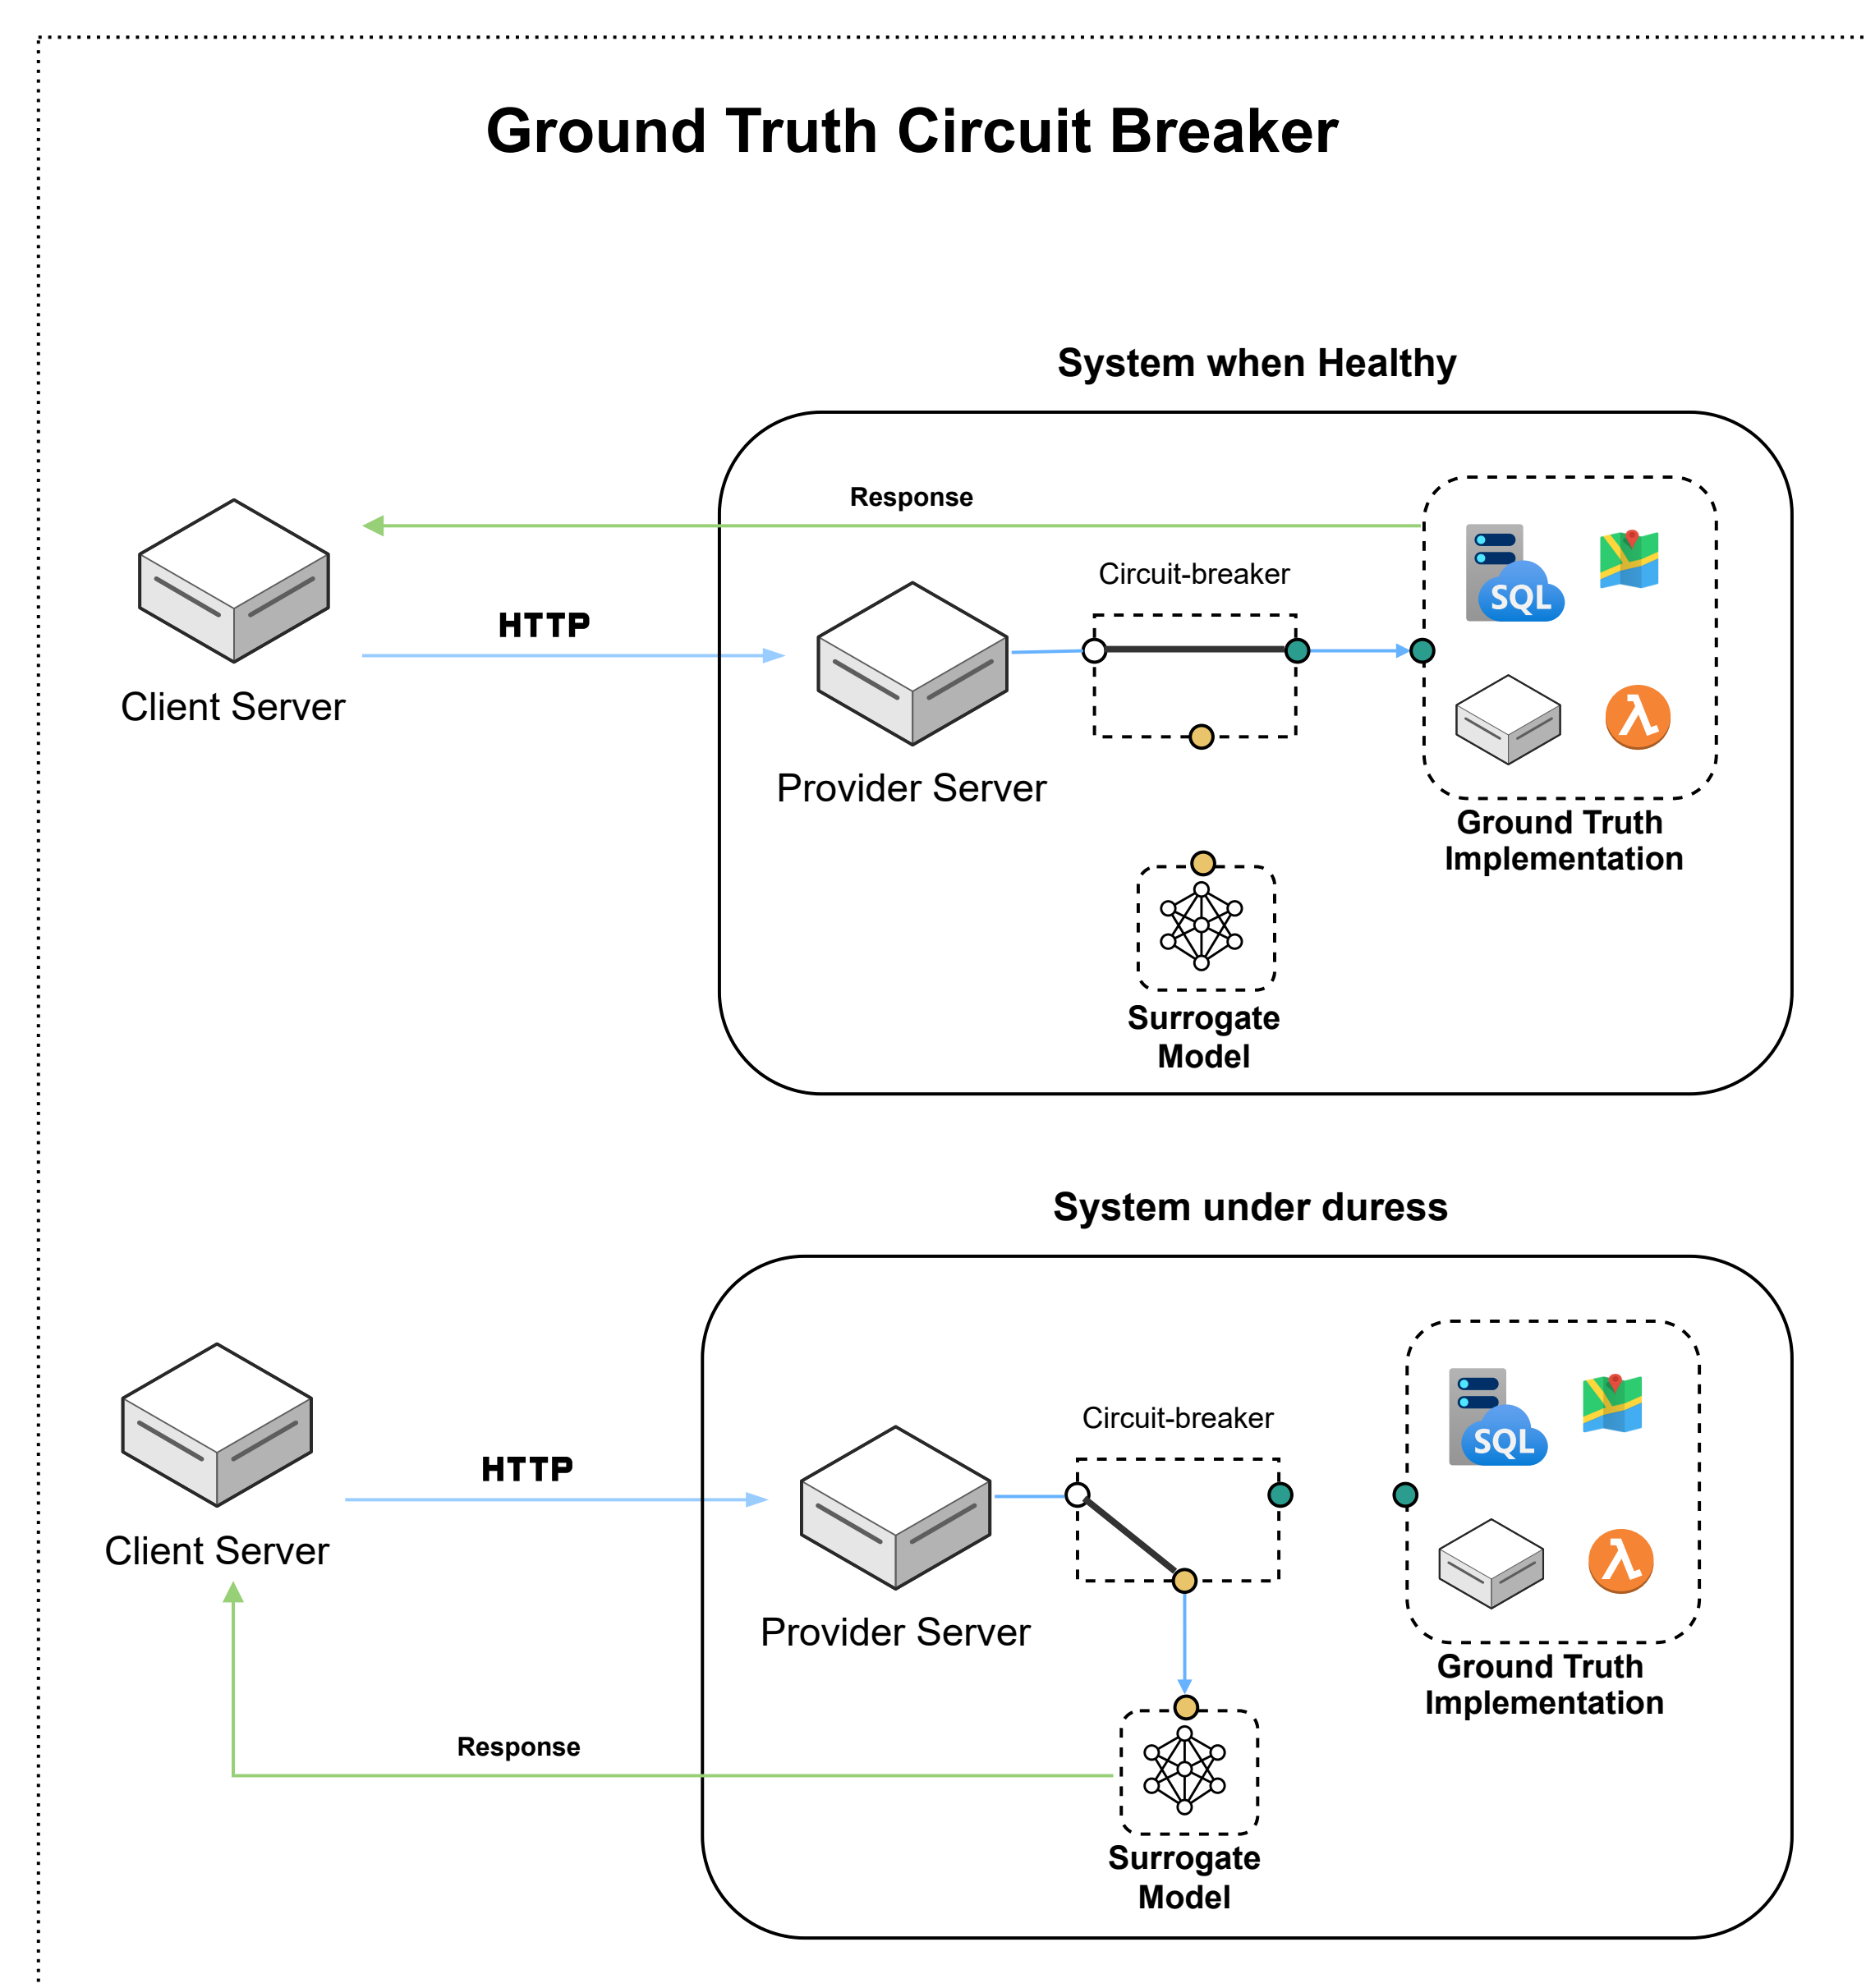 Ground Truth Circuit Breaker
System when Healthy
Response
Circuit-breaker
SQL
HTTP
Client Server
Provider Server
λ
Ground Truth
Implementation
Surrogate
Model
System under duress
Circuit-breaker
SQL
HTTP
Client Server
Provider Server
λ
Ground Truth
Implementation
Response
Surrogate
Model